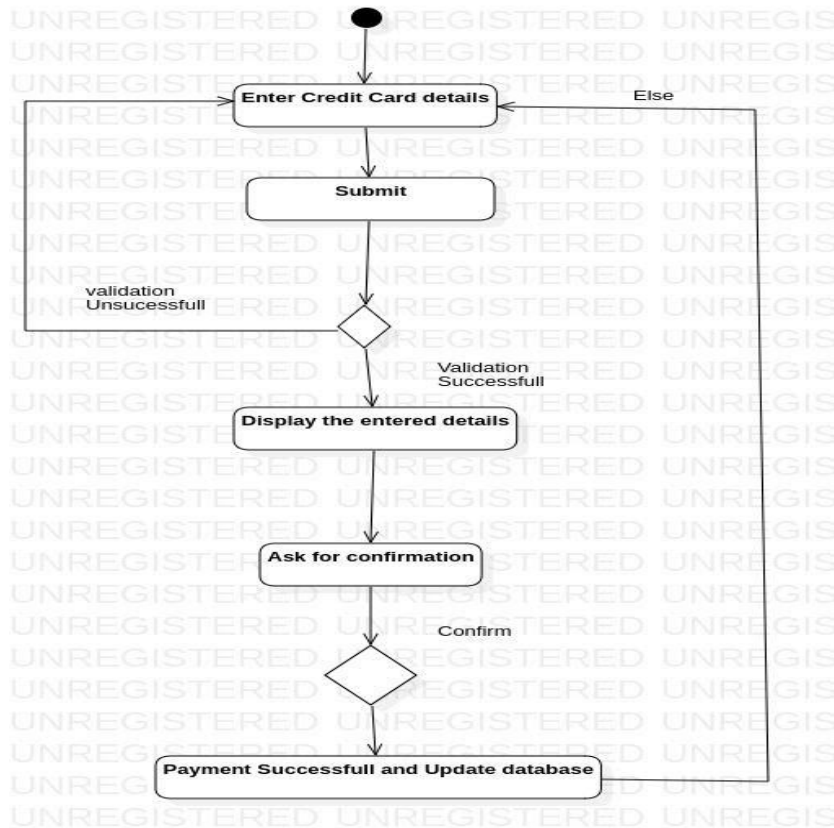 Enter Credit Card details
Else
Submit
validation
Unsucessfull
Validation
Successfull
Display the entered details
Ask for confirmation
Confirm
Payment Successfull and Update database
UNREGISTERED